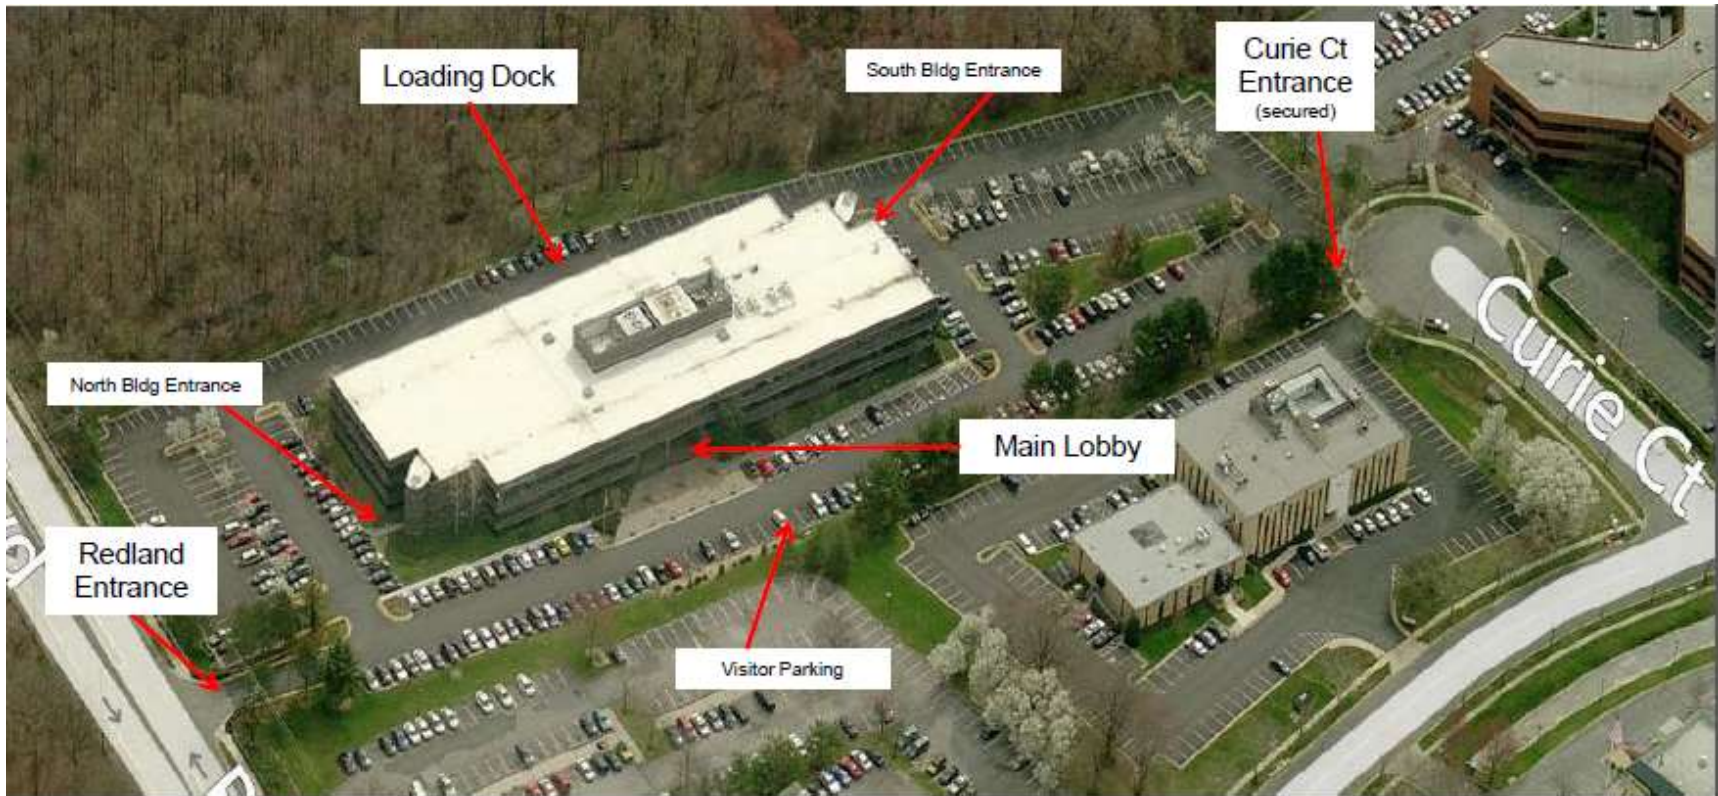 Loading Dock
South Bldg Entrance
Curie Ct
Entrance
(secured)
North Bldg Entrance
Main Lobby
Curie Ct
Redland
Entrance
Visitor Parking